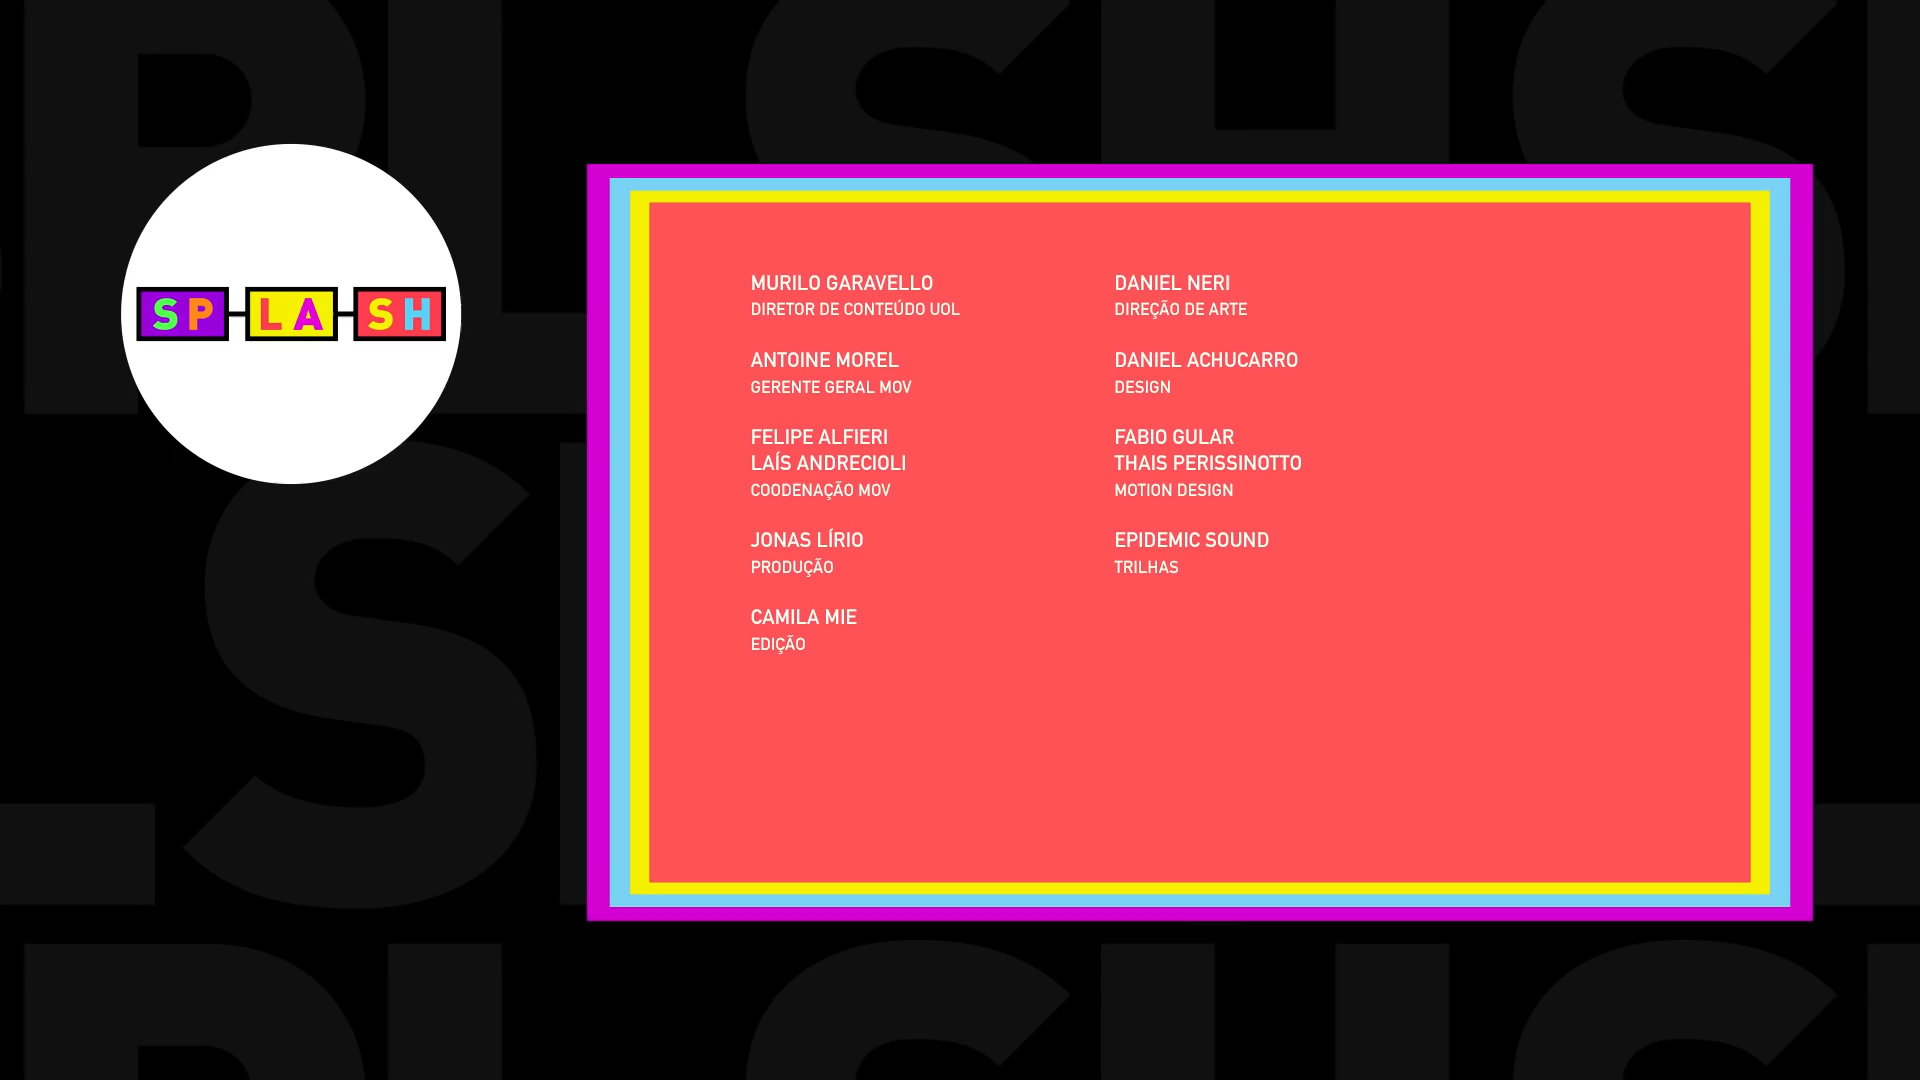 SPLASH
MURILO GARAVELLO
DIRETOR DE CONTEÚDO UOL
ANTOINE MOREL
GERENTE GERAL MOV
FELIPE ALFIERI
LAÍS ANDRECIOLI
COODENAÇÃO MOV
JONAS LÍRIO
PRODUÇÃO
CAMILA MIE
EDIÇÃO
DANIEL NERI
DIREÇÃO DE ARTE
DANIEL ACHUCARRO
DESIGN
FABIO GULAR
THAIS PERISSINOTTO
MOTION DESIGN
EPIDEMIC SOUND
TRILHAS